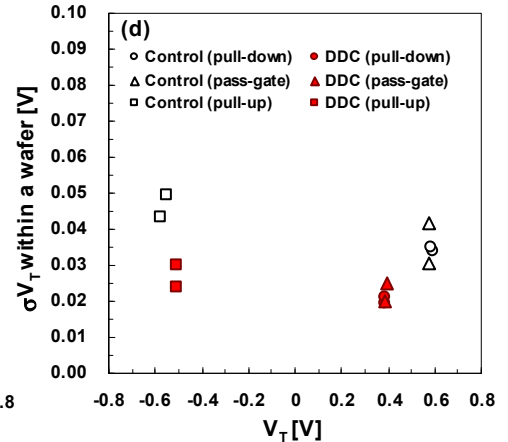 (d)
Control (pull-down) DDC (pull-down)
Control (pass-gate) DDC (pass-gate)
Control (pull-up) DDC (pull-up)
σVT within a wafer [V]
0.10
0.09
0.08
0.07
0.06
0.05
0.04
0.03
0.02
0.01
0.00
.8 -0.8 -0.6 -0.4 -0.2 0 0.2 0.4 0.6 0.8
VT [V]